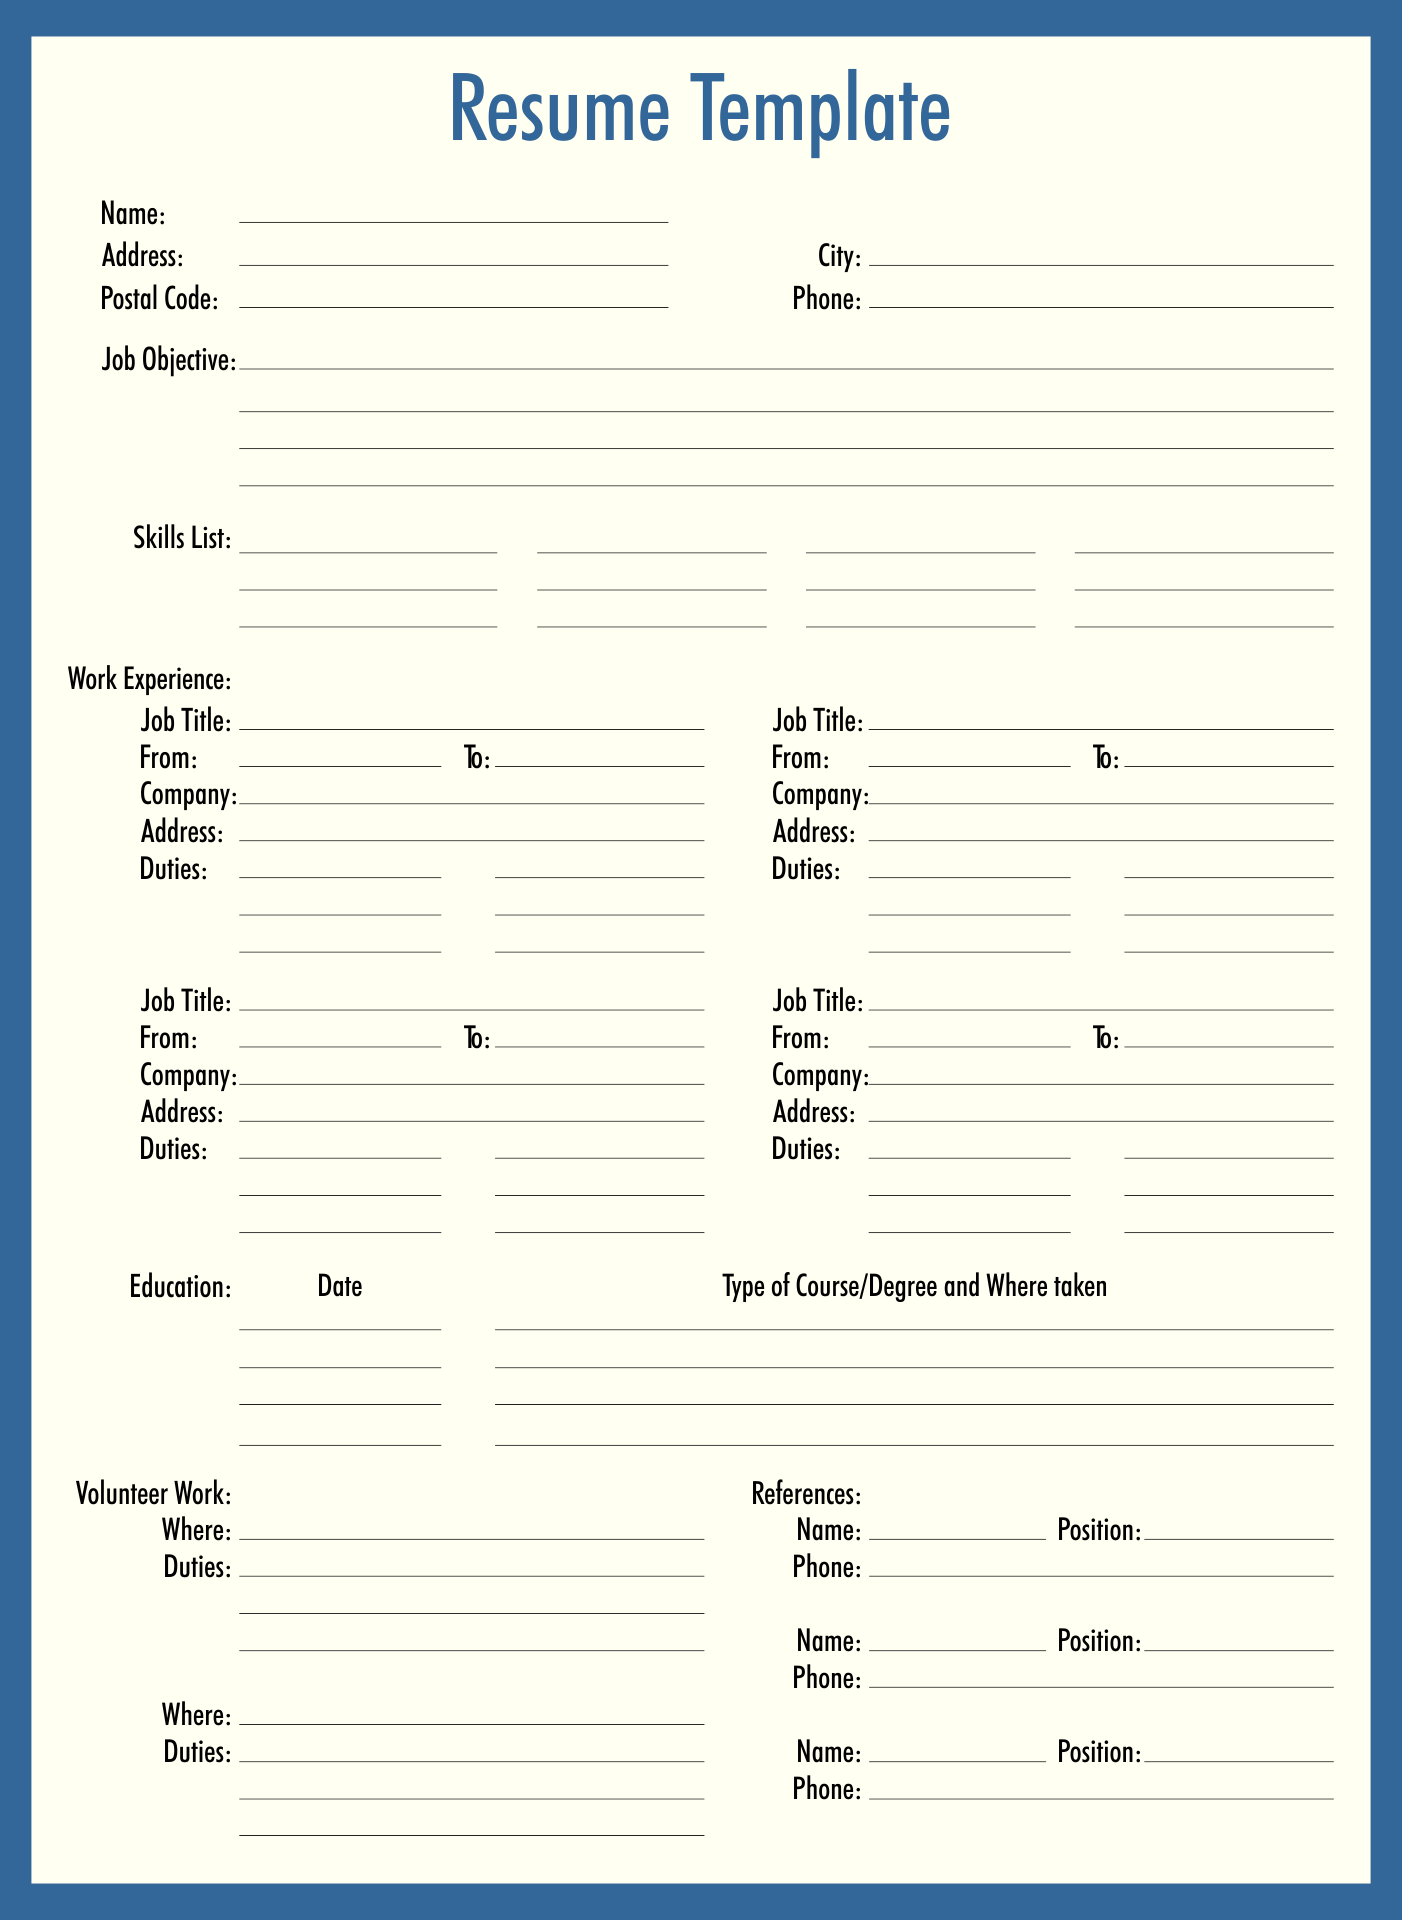 Resume Template
Name:
Address: City:
Postal Code: Phone:
Job Objective:
Skills List:
Work Experience:
Job Title: Job Title:
From: To: From: To:
Company: Company:
Address: Address:
Duties: Duties:
Job Title: Job Title:
From: To: From: To:
Company: Company:
Address: Address:
Duties: Duties:
Education: Date Type of Course/Degree and Where taken
Volunteer Work: References:
Where: Name: Position:
Duties: Phone:
Name: Position:
Phone:
Where:
Duties: Name: Position:
Phone: